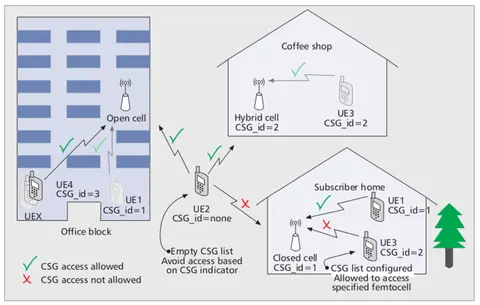 Coffee shop
Open cell
Hybrid cell
CSG_id=2
UE3
CSG_id=2
UE4
CSG_id=3
UE1
CSG_id=1
UEX
Office block
UE2
CSG_id=none
Subscriber home
UE1
CSG_id=1
UE3
CSG_id=2
Closed cell
CSG_id=1
Empty CSG list
Avoid access based
on CSG indicator
CSG list configured
Allowed to access
specified femtocell
CSG access allowed
CSG access not allowed